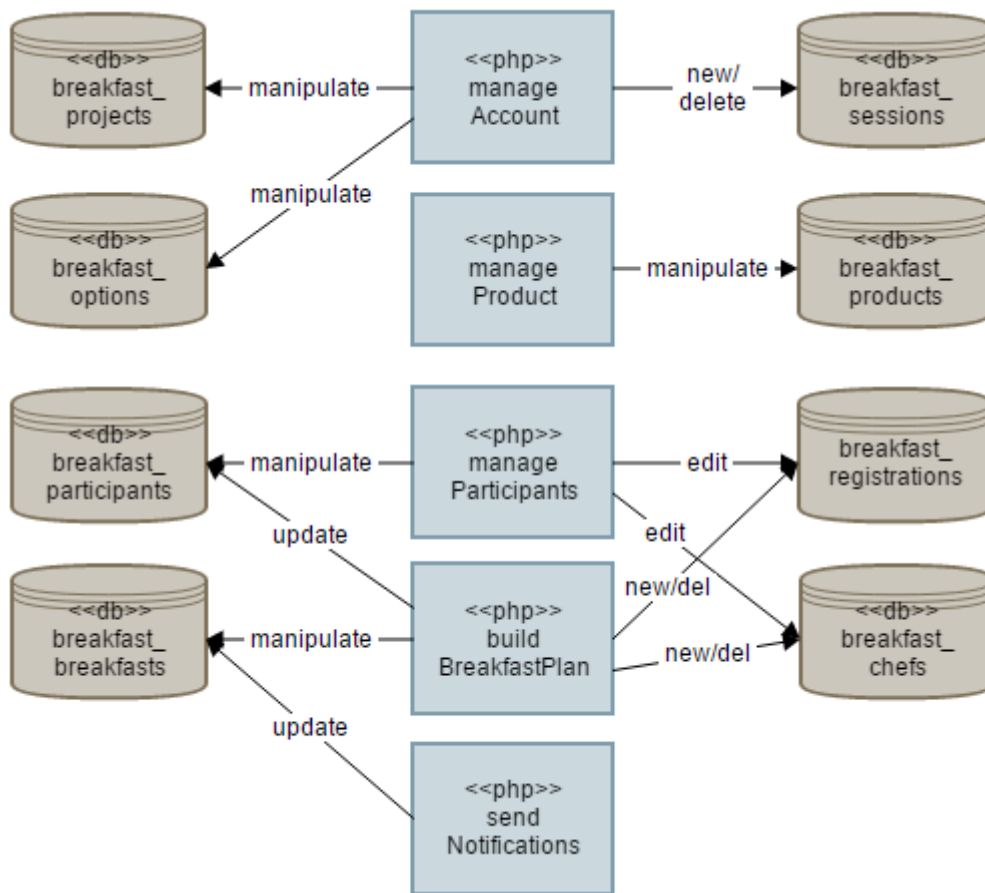 <<db>>
breakfast_
projects
manipulate
<<php>>
manage
Account
new/
delete
<<db>>
breakfast_
sessions
manipulate
<<db>>
breakfast_
options
<<php>>
manage
Product
manipulate
<<db>>
breakfast_
products
<<db>>
breakfast_
participants
manipulate
<<php>>
manage
Participants
edit
breakfast_
registrations
update
edit
new/del
<<db>>
breakfast_
breakfasts
manipulate
<<php>>
build
BreakfastPlan
new/del
<<db>>
breakfast_
chefs
update
<<php>>
send
Notifications